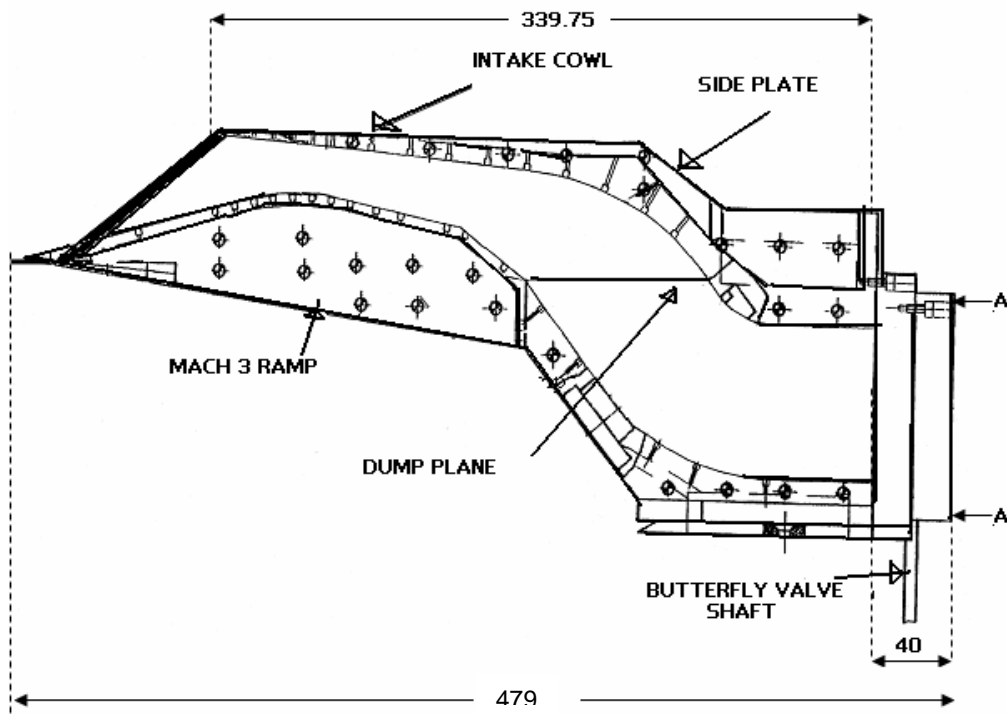 339.75
INTAKE COWL
SIDE PLATE
A
MACH 3 RAMP
DUMP PLANE
A
BUTTERFLY VALVE
SHAFT
40
479